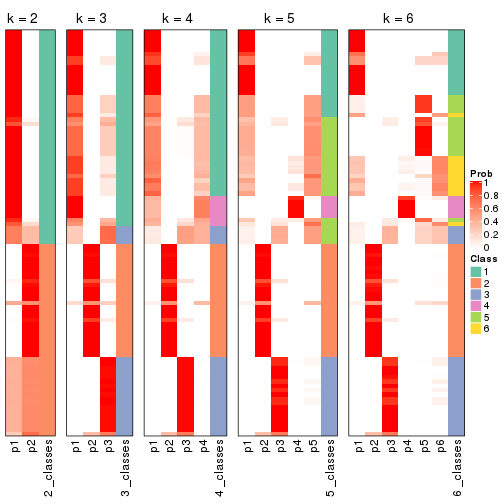 k = 2
k = 3
k = 4
k = 5
k = 6
Prob
1
0.8
0.6
0.4
0.2
0
Class
1
2
3
4
5
6
p1
p2
2_classes
p1
p2
p3
3_classes
p1
p2
p3
p4
4_classes
p1
p2
p3
p4
p5
5_classes
p1
p2
p3
p4
p5
p6
6_classes